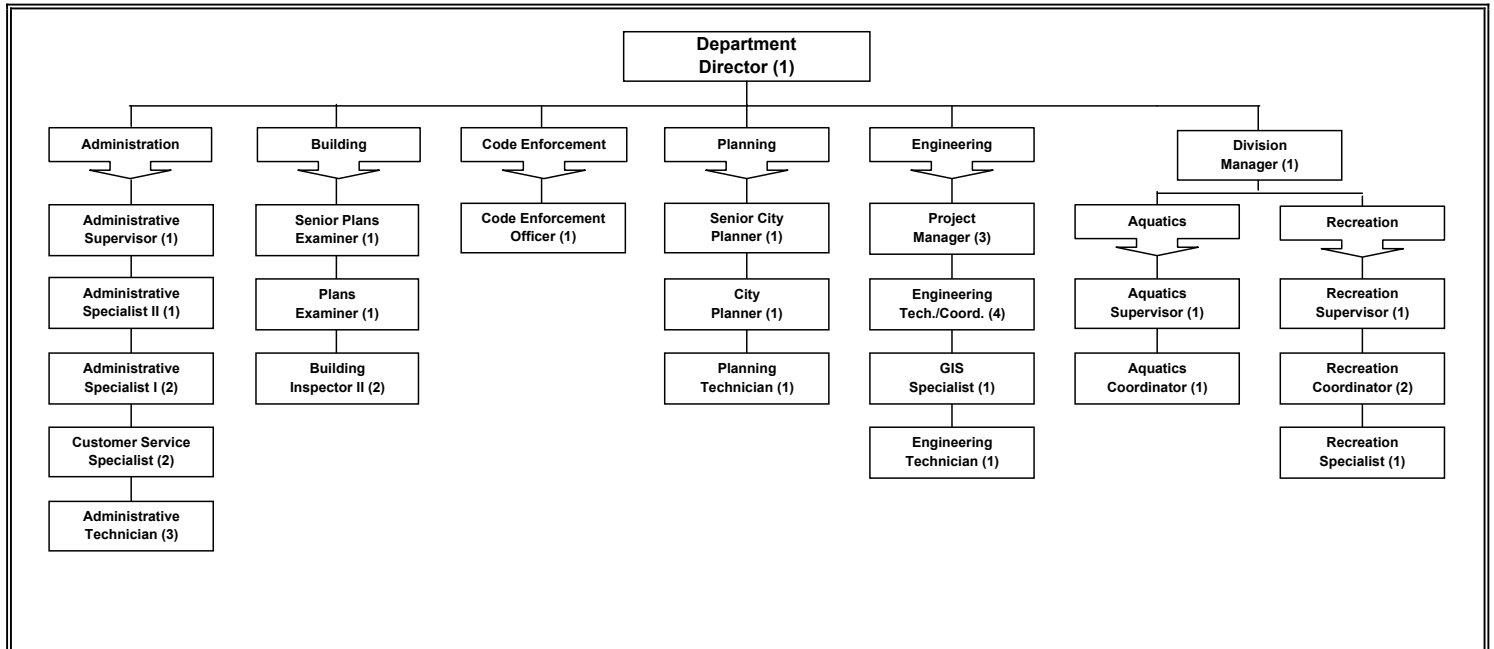 Department
Director (1)
Administration
Building
Code Enforcement
Planning
Engineering
Division
Manager (1)
Administrative
Supervisor (1)
Administrative
Specialist II (1)
Administrative
Specialist I (2)
Customer Service
Specialist (2)
Administrative
Technician (3)
Senior Plans
Examiner (1)
Plans
Examiner (1)
Building
Inspector II (2)
Code Enforcement
Officer (1)
Senior City
Planner (1)
City
Planner (1)
Planning
Technician (1)
Project
Manager (3)
Engineering
Tech./Coord. (4)
GIS
Specialist (1)
Engineering
Technician (1)
Aquatics
Aquatics
Supervisor (1)
Aquatics
Coordinator (1)
Recreation
Recreation
Supervisor (1)
Recreation
Coordinator (2)
Recreation
Specialist (1)